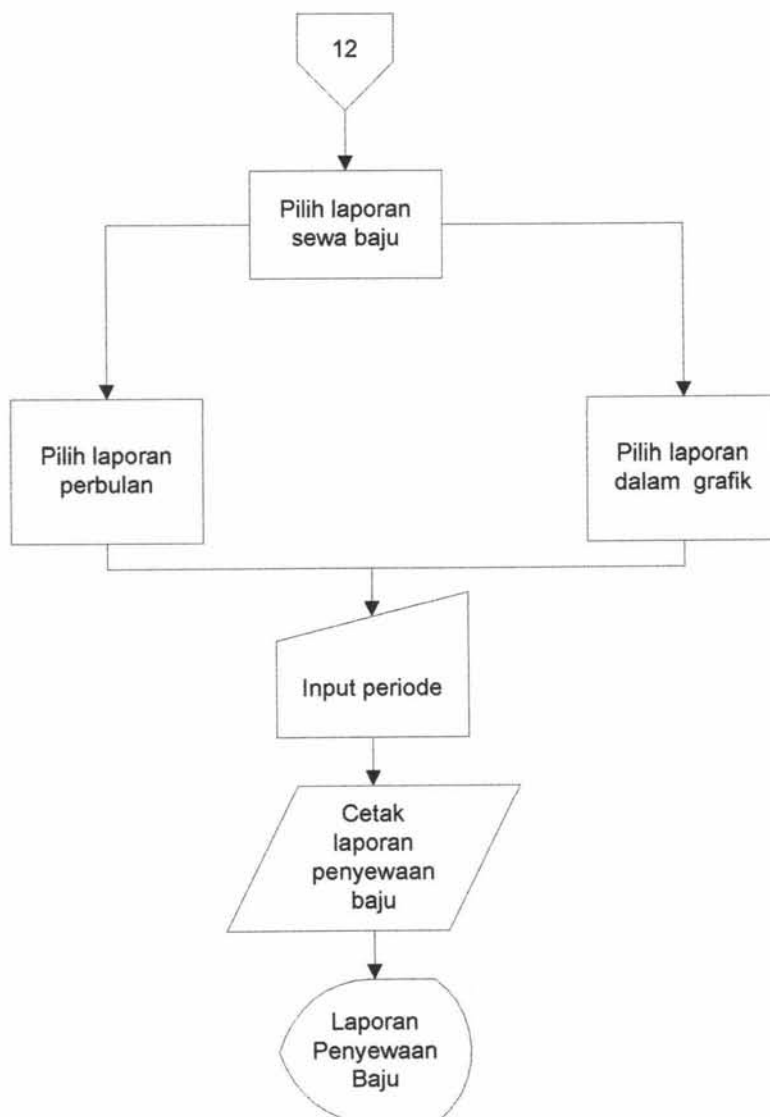 12
Pilih laporan
sewa baju
Pilih laporan
perbulan
Pilih laporan
dalam grafik
Input periode
Cetak
laporan
penyewaan
baju
Laporan
Penyewaan
Baju